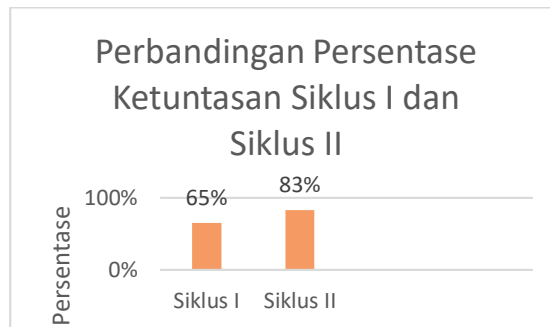 Perbandingan Persentase
Ketuntasan Siklus I dan
Siklus II
Persentase
100%
0%
65%
83%
Siklus I
Siklus II